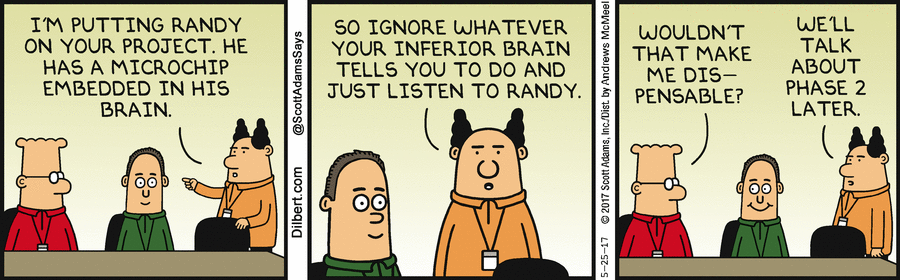 I'M PUTTING RANDY
ON YOUR PROJECT. HE
HAS A MICROCHIP
EMBEDDED IN HIS
BRAIN.
Dilbert.com @ScottAdamsSays
SO IGNORE WHATEVER
YOUR INFERIOR BRAIN
TELLS YOU TO DO AND
JUST LISTEN TO RANDY.
5-25-17 © 2017 Scott Adams, Inc./Dist. by Andrews McMeel
WOULDN'T
THAT MAKE
ME DIS-
PENSABLE?
WE'LL
TALK
ABOUT
PHASE 2
LATER.